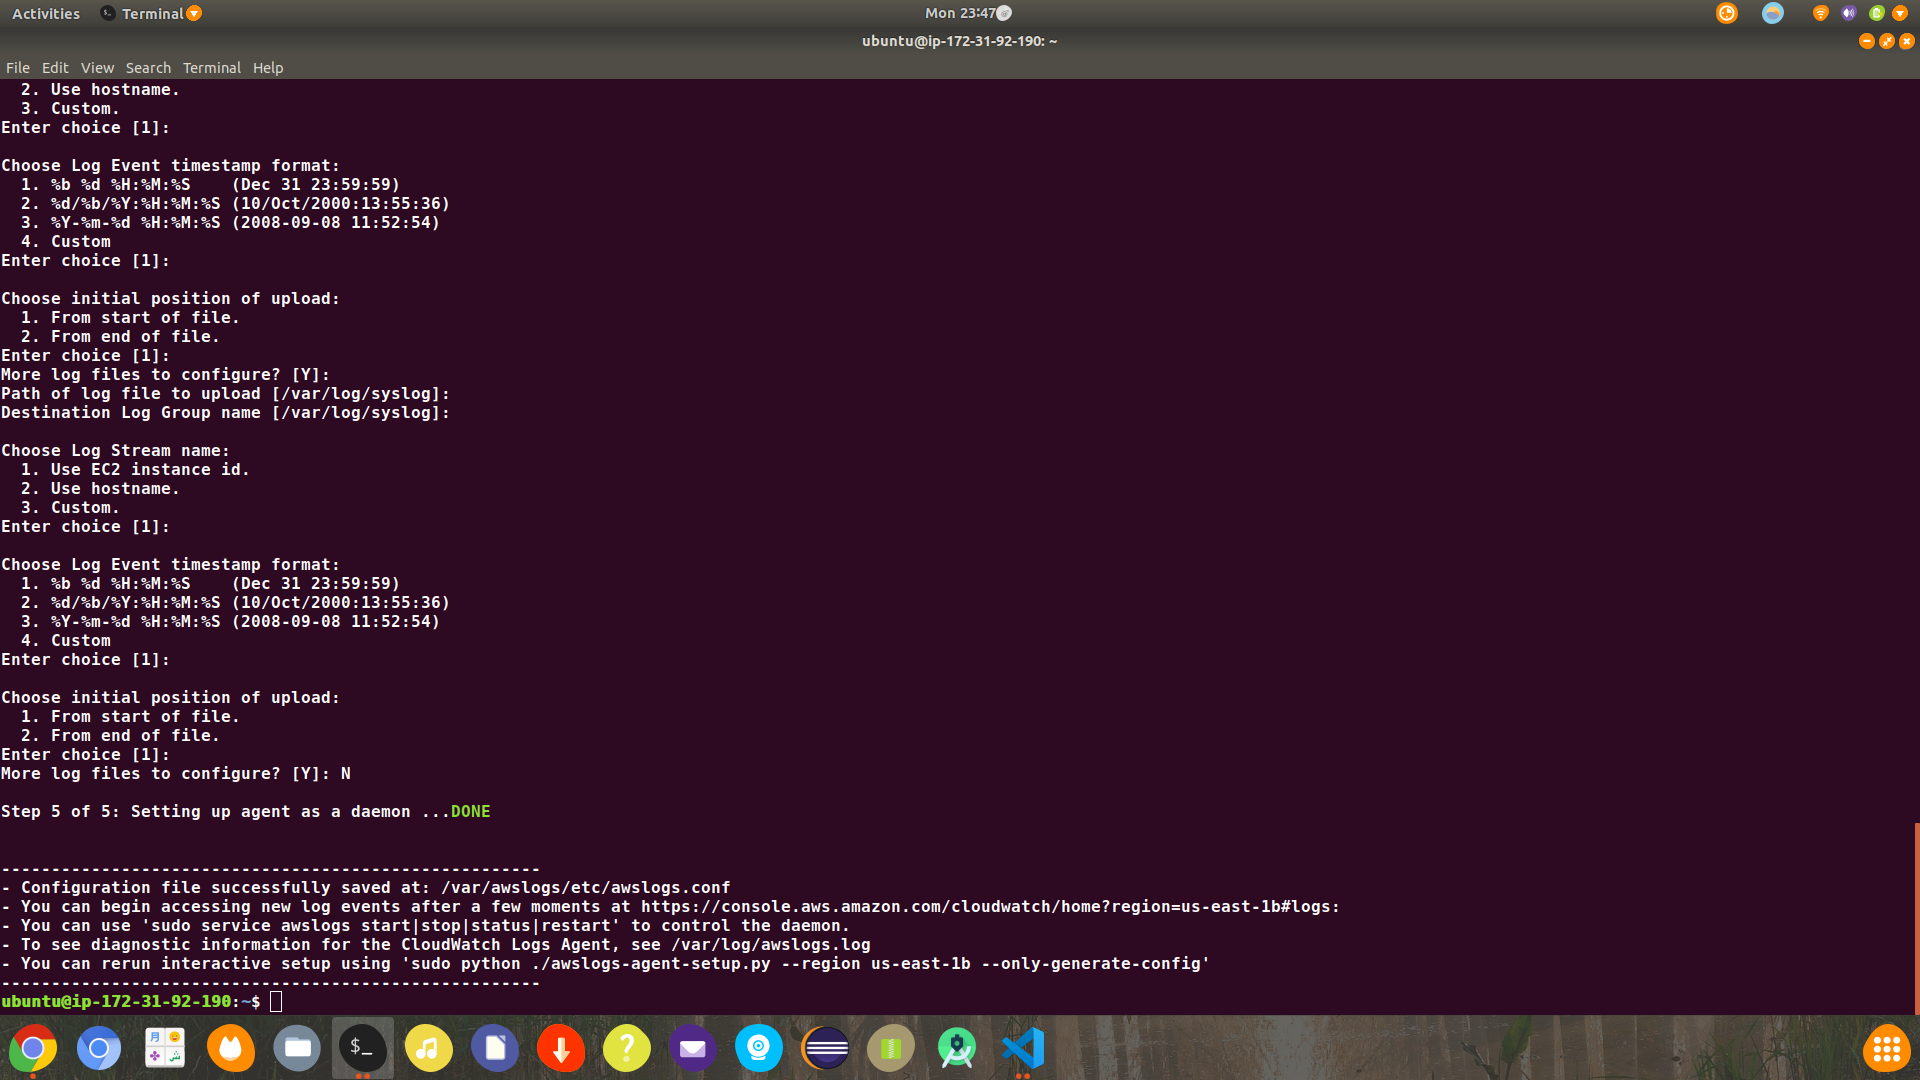 Activities Terminal Mon 23:47
ubuntu@ip-172-31-92-190: ~
File Edit View Search Terminal Help
  2. Use hostname.
  3. Custom.
Enter choice [1]:

Choose Log Event timestamp format:
  1. %b %d %H:%M:%S    (Dec 31 23:59:59)
  2. %d/%b/%Y:%H:%M:%S (10/Oct/2000:13:55:36)
  3. %Y-%m-%d %H:%M:%S (2008-09-08 11:52:54)
  4. Custom
Enter choice [1]:

Choose initial position of upload:
  1. From start of file.
  2. From end of file.
Enter choice [1]:
More log files to configure? [Y]:
Path of log file to upload [/var/log/syslog]:
Destination Log Group name [/var/log/syslog]:

Choose Log Stream name:
  1. Use EC2 instance id.
  2. Use hostname.
  3. Custom.
Enter choice [1]:

Choose Log Event timestamp format:
  1. %b %d %H:%M:%S    (Dec 31 23:59:59)
  2. %d/%b/%Y:%H:%M:%S (10/Oct/2000:13:55:36)
  3. %Y-%m-%d %H:%M:%S (2008-09-08 11:52:54)
  4. Custom
Enter choice [1]:

Choose initial position of upload:
  1. From start of file.
  2. From end of file.
Enter choice [1]:
More log files to configure? [Y]: N

Step 5 of 5: Setting up agent as a daemon ...DONE

------------------------------------------------------
- Configuration file successfully saved at: /var/awslogs/etc/awslogs.conf
- You can begin accessing new log events after a few moments at https://console.aws.amazon.com/cloudwatch/home?region=us-east-1b#logs:
- You can use 'sudo service awslogs start|stop|status|restart' to control the daemon.
- To see diagnostic information for the CloudWatch Logs Agent, see /var/log/awslogs.log
- You can rerun interactive setup using 'sudo python ./awslogs-agent-setup.py --region us-east-1b --only-generate-config'
------------------------------------------------------
ubuntu@ip-172-31-92-190:~$